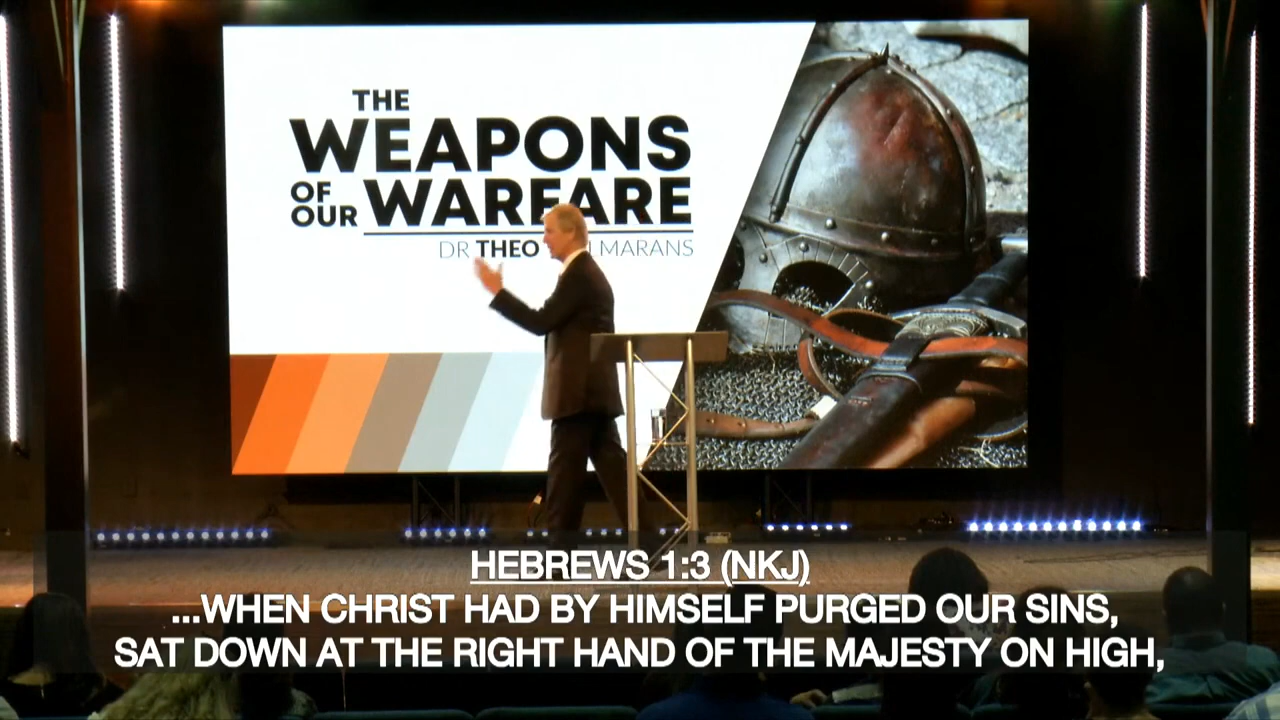 THE
WEAPONS
OF
OUR WARFARE
DR THEO MARANS
HEBREWS 1:3 (NKJ)
...WHEN CHRIST HAD BY HIMSELF PURGED OUR SINS,
SAT DOWN AT THE RIGHT HAND OF THE MAJESTY ON HIGH,